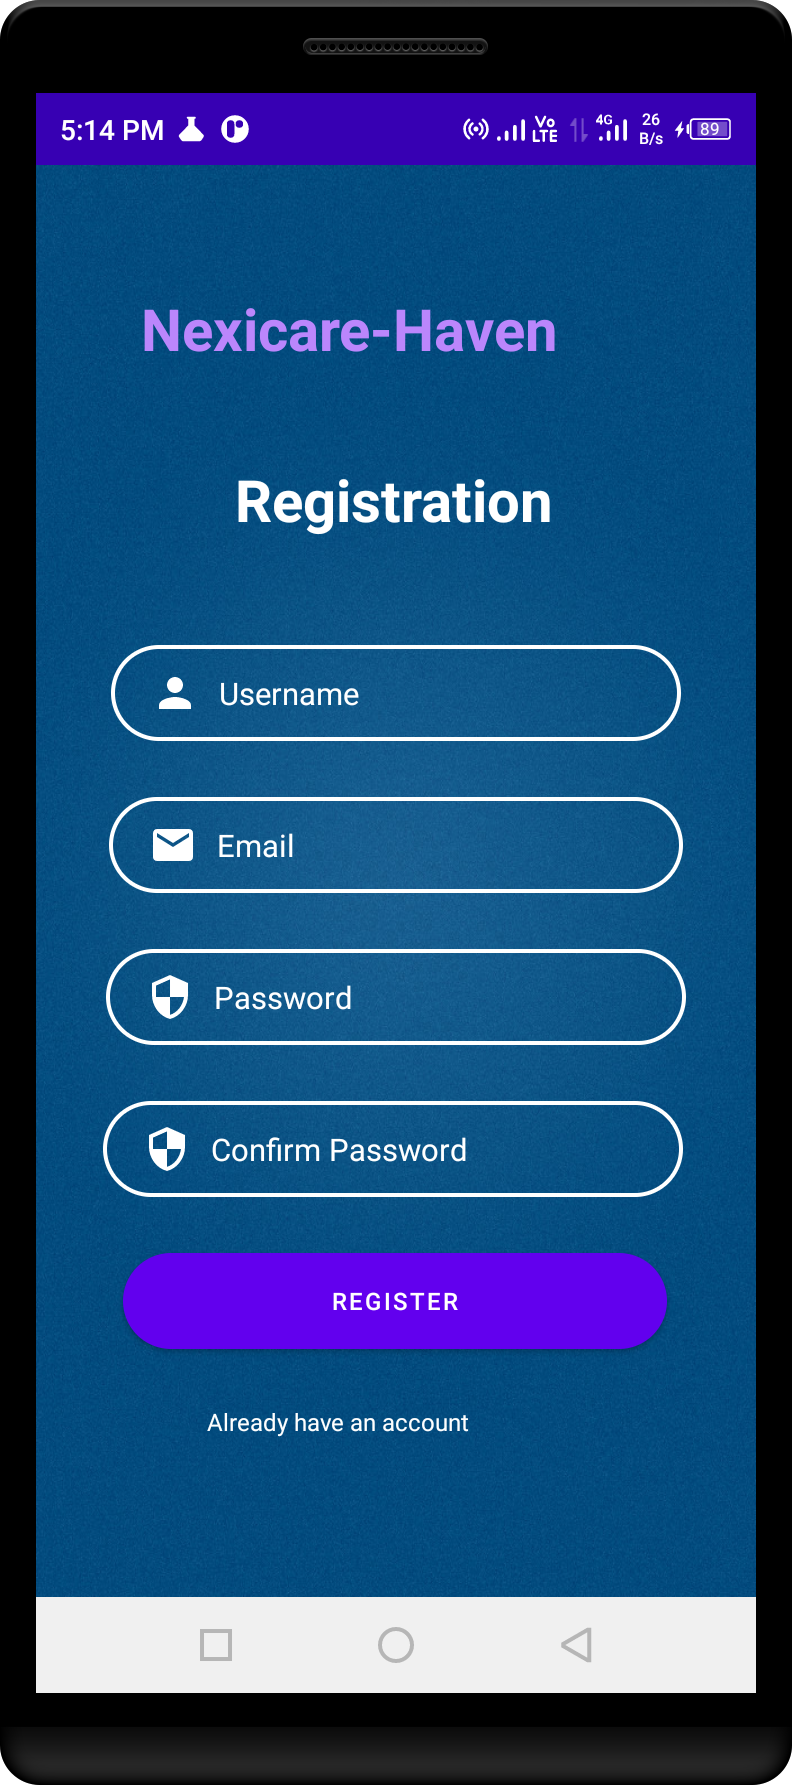 5:14 PM
Vo LTE 4G 26 B/s 89
Nexicare-Haven
Registration
Username
Email
Password
Confirm Password
REGISTER
Already have an account